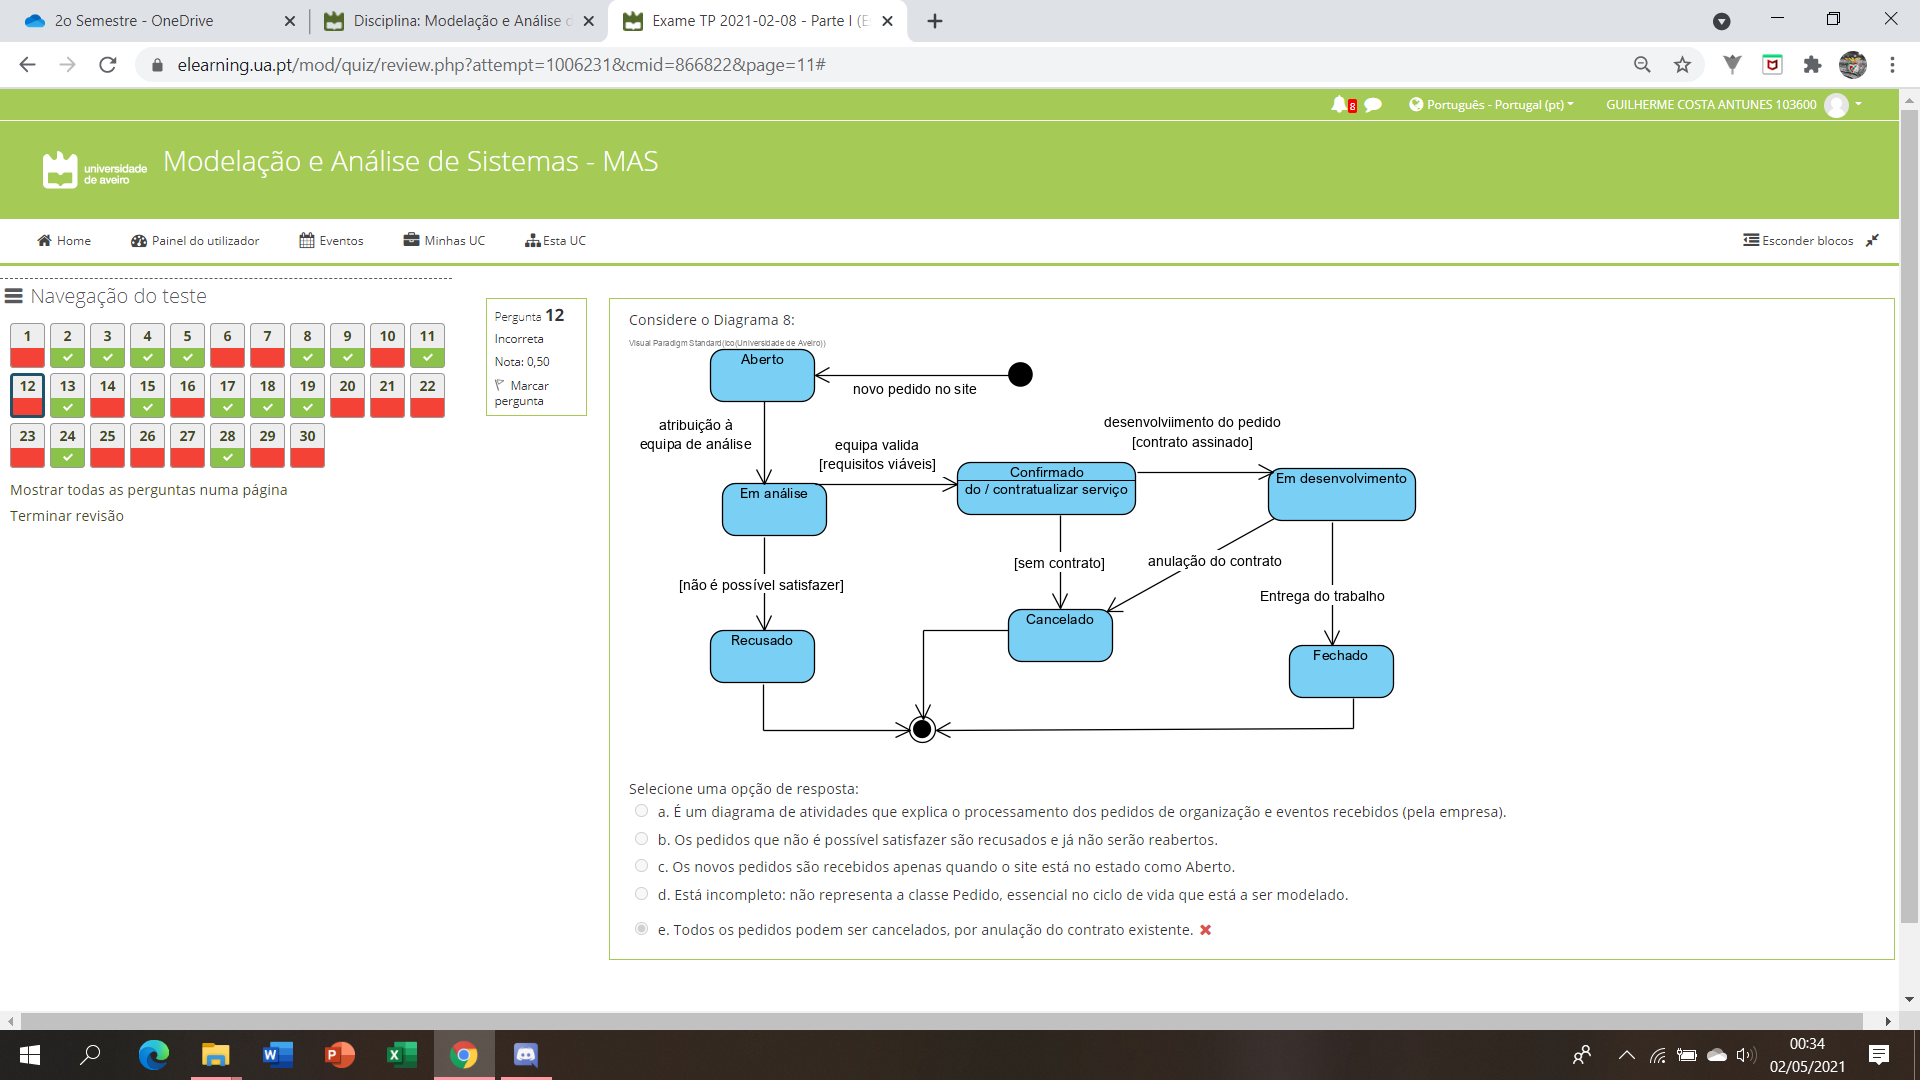 2o Semestre - OneDrive
Disciplina: Modelação e Análise d
Exame TP 2021-02-08 - Parte I (E
elearning.ua.pt/mod/quiz/review.php?attempt=1006231&cmid=866822&page=11#
8
Português - Portugal (pt)
GUILHERME COSTA ANTUNES 103600
universidade
de aveiro
Modelação e Análise de Sistemas - MAS
Home
Painel do utilizador
Eventos
Minhas UC
Esta UC
Esconder blocos
Navegação do teste
1 2 3 4 5 6 7 8 9 10 11
12 13 14 15 16 17 18 19 20 21 22
23 24 25 26 27 28 29 30
Mostrar todas as perguntas numa página
Terminar revisão
Pergunta 12
Incorreta
Nota: 0,50
Marcar
pergunta
Considere o Diagrama 8:
Visual Paradigm Standard(ico(Universidade de Aveiro))
Aberto
novo pedido no site
atribuição à
equipa de análise
equipa valida
[requisitos viáveis]
desenvolviimento do pedido
[contrato assinado]
Em análise
Confirmado
do / contratualizar serviço
Em desenvolvimento
[não é possível satisfazer]
[sem contrato]
anulação do contrato
Entrega do trabalho
Recusado
Cancelado
Fechado
Selecione uma opção de resposta:
a. É um diagrama de atividades que explica o processamento dos pedidos de organização e eventos recebidos (pela empresa).
b. Os pedidos que não é possível satisfazer são recusados e já não serão reabertos.
c. Os novos pedidos são recebidos apenas quando o site está no estado como Aberto.
d. Está incompleto: não representa a classe Pedido, essencial no ciclo de vida que está a ser modelado.
e. Todos os pedidos podem ser cancelados, por anulação do contrato existente.
00:34
02/05/2021